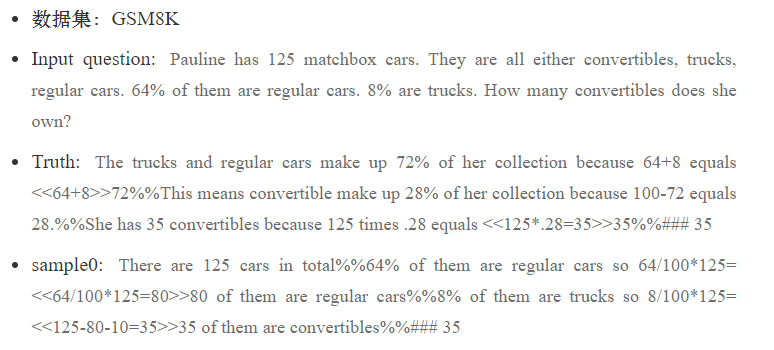 数据集：GSM8K
Input question: Pauline has 125 matchbox cars. They are all either convertibles, trucks,
regular cars. 64% of them are regular cars. 8% are trucks. How many convertibles does she
own?
Truth: The trucks and regular cars make up 72% of her collection because 64+8 equals
<<64+8>>72%%This means convertible make up 28% of her collection because 100-72 equals
28.%%She has 35 convertibles because 125 times .28 equals <<125*.28=35>>35%%### 35
sample0: There are 125 cars in total%%64% of them are regular cars so 64/100*125=
<<64/100*125=80>>80 of them are regular cars%%8% of them are trucks so 8/100*125=
<<125-80-10=35>>35 of them are convertibles%%### 35